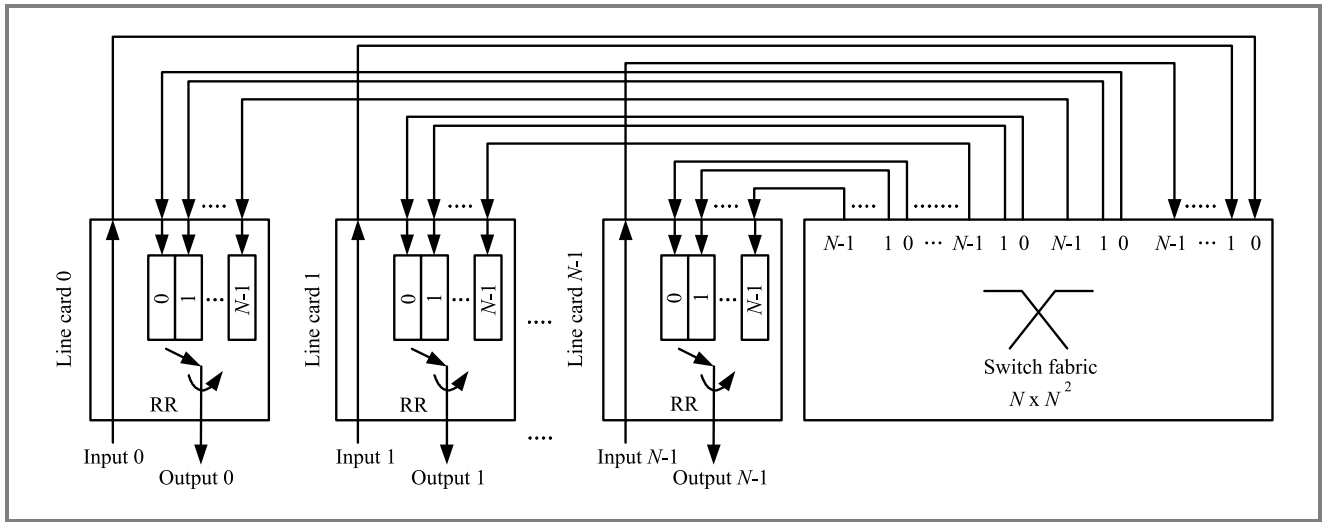 .... .... .... .... ....... .....
N-1 1 0 ... N-1 1 0 N-1 1 0 N-1 ... 1 0
Line card 0
0 1 ... N-1
RR
Input 0
Output 0
Line card 1
0 1 ... N-1
RR
Input 1
Output 1
....
....
Line card N-1
0 1 ... N-1
RR
Input N-1
Output N-1
Switch fabric
N x N²